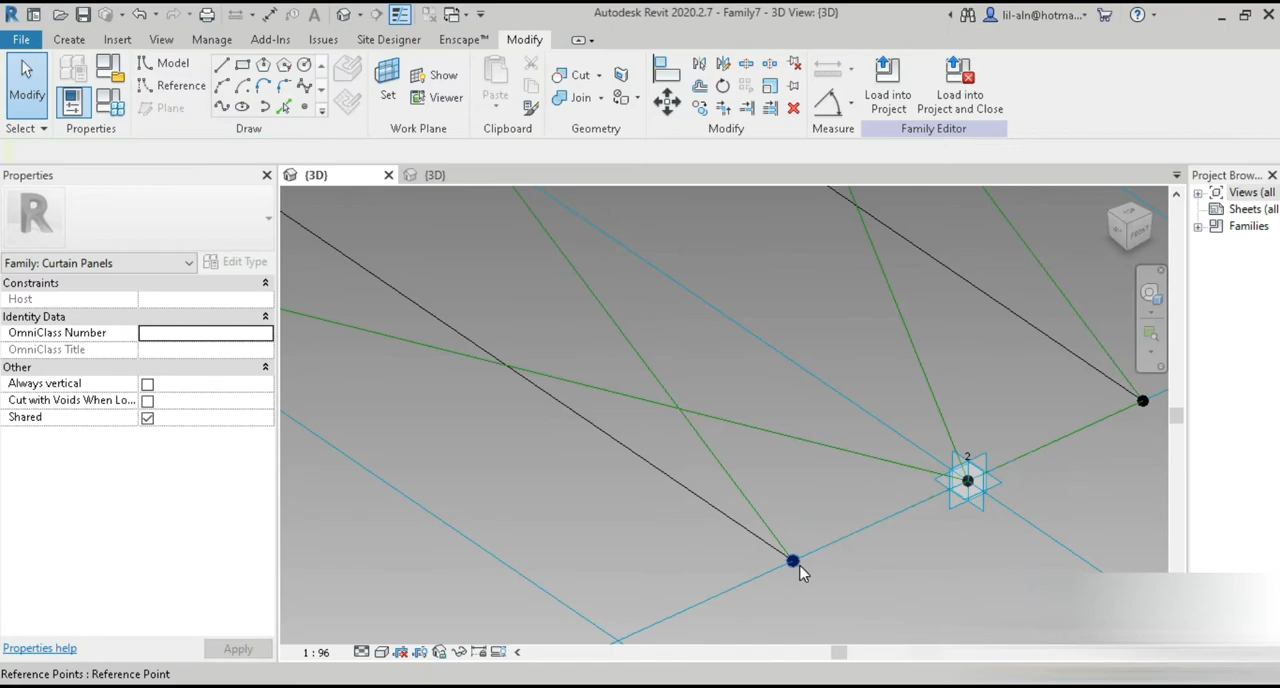 Autodesk Revit 2020.2.7 - Family7 - 3D View: {3D}
lil-aln@hotma...
File Create Insert View Manage Add-Ins Issues Site Designer Enscape™ Modify
Modify
Select
Properties
Model
Reference
Plane
Draw
Set
Show
Viewer
Work Plane
Paste
Clipboard
Cut
Join
Geometry
Modify
Measure
Load into
Project
Load into
Project and Close
Family Editor
Properties
{3D}
{3D}
Project Brow...
Views (all
Sheets (all
Families
R
Family: Curtain Panels
Edit Type
Constraints
Host
Identity Data
OmniClass Number
OmniClass Title
Other
Always vertical
Cut with Voids When Lo...
Shared
FRONT
2
Properties help
Apply
1 : 96
Reference Points : Reference Point